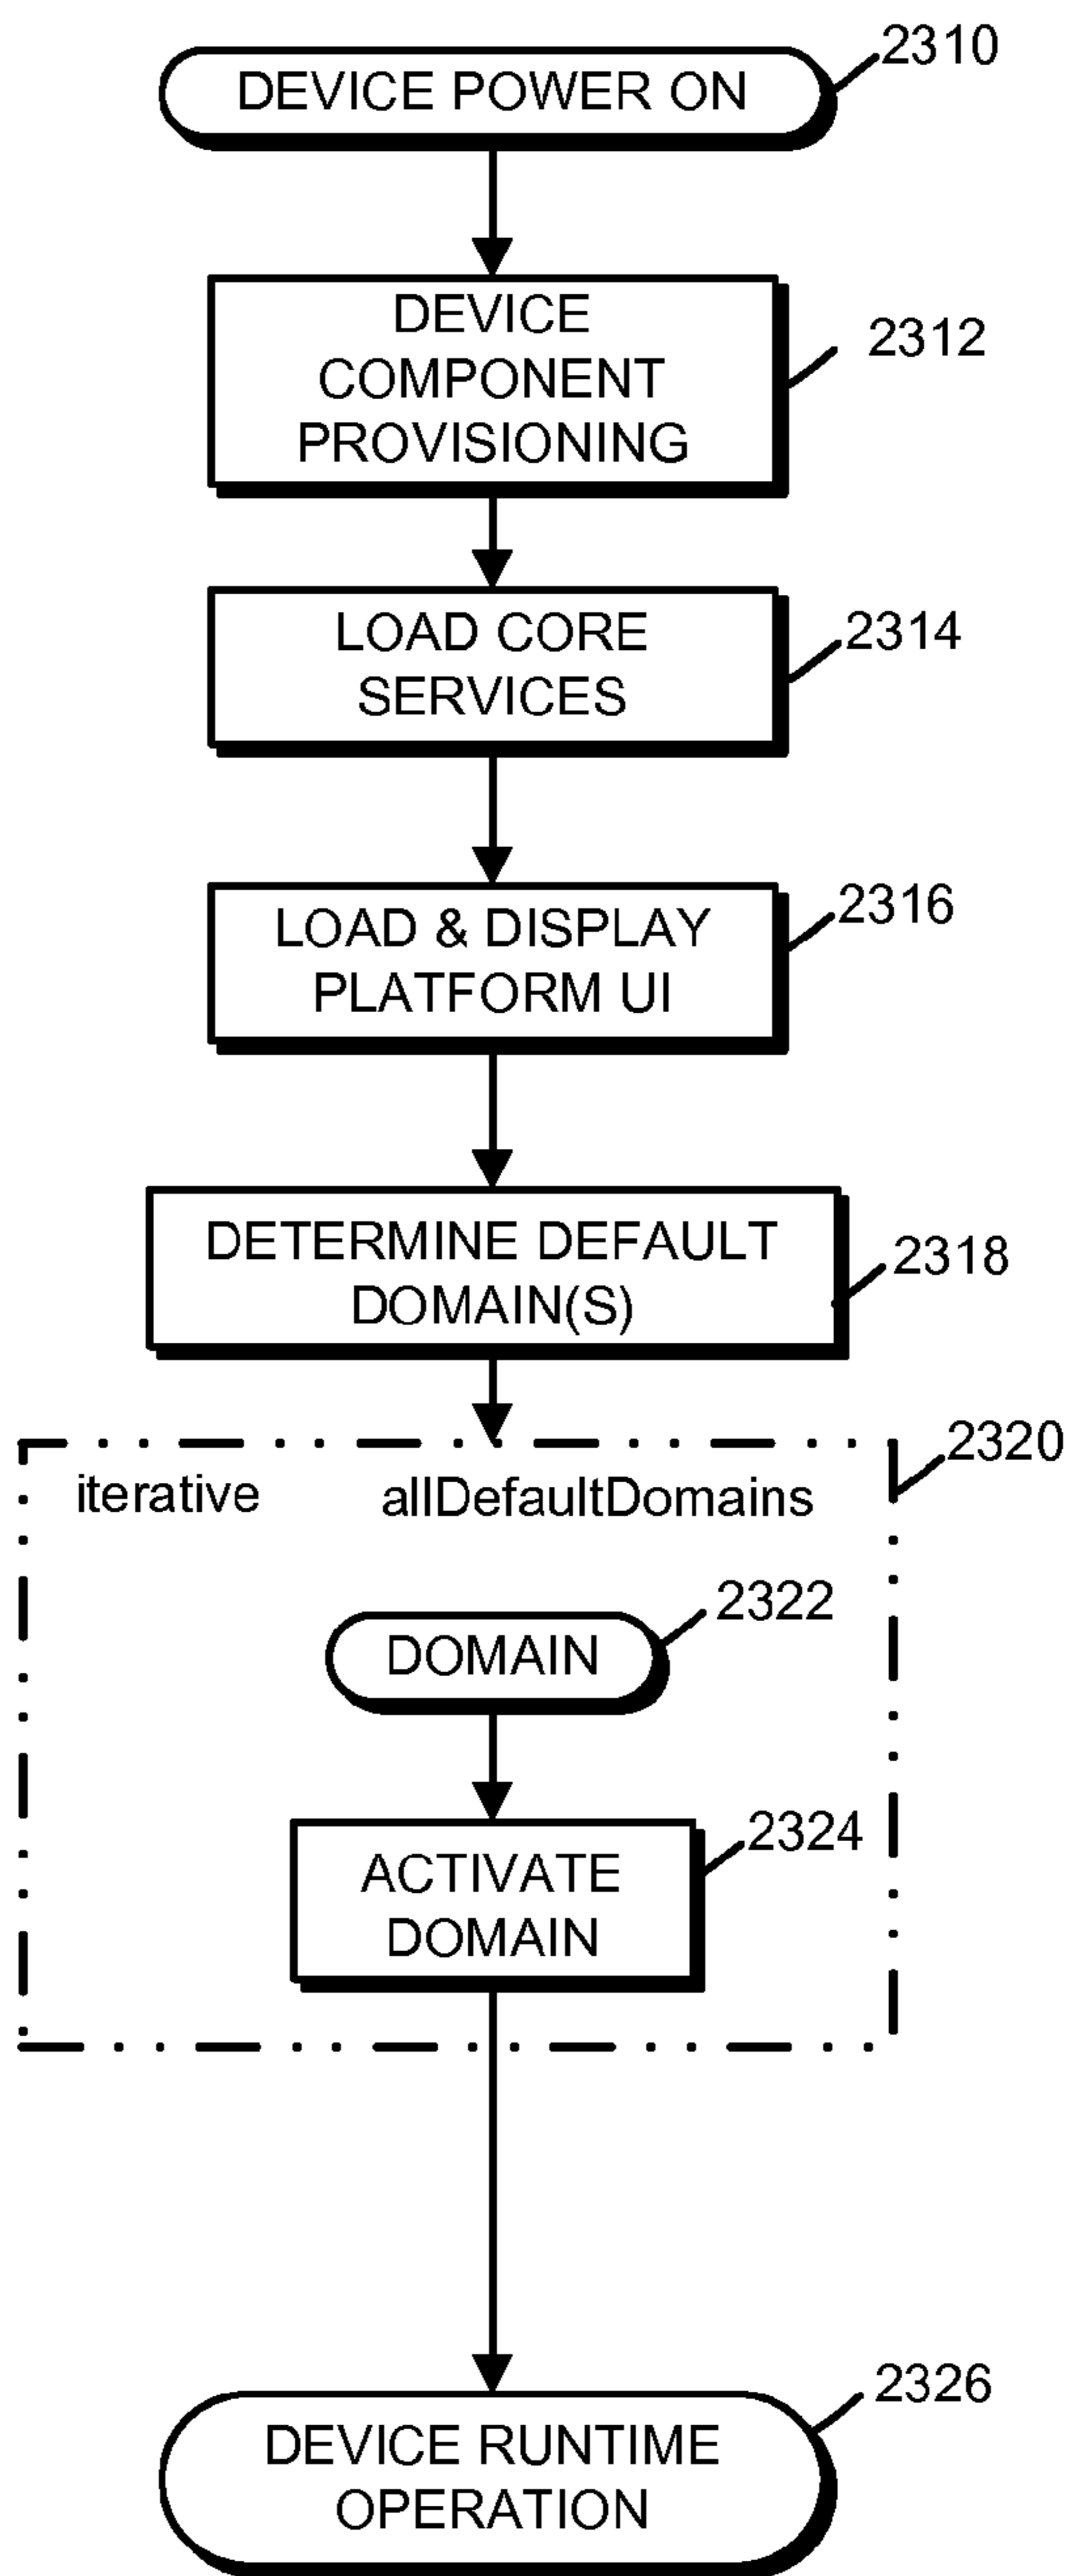 2310
DEVICE POWER ON
DEVICE
2312
COMPONENT
PROVISIONING
LOAD CORE
2314
SERVICES
2316
LOAD & DISPLAY
PLATFORM UI
DETERMINE DEFAULT
2318
DOMAIN(S)
2320
iterative
allDefaultDomains
2322
DOMAIN
2324
ACTIVATE
DOMAIN
2326
DEVICE RUNTIME
OPERATION